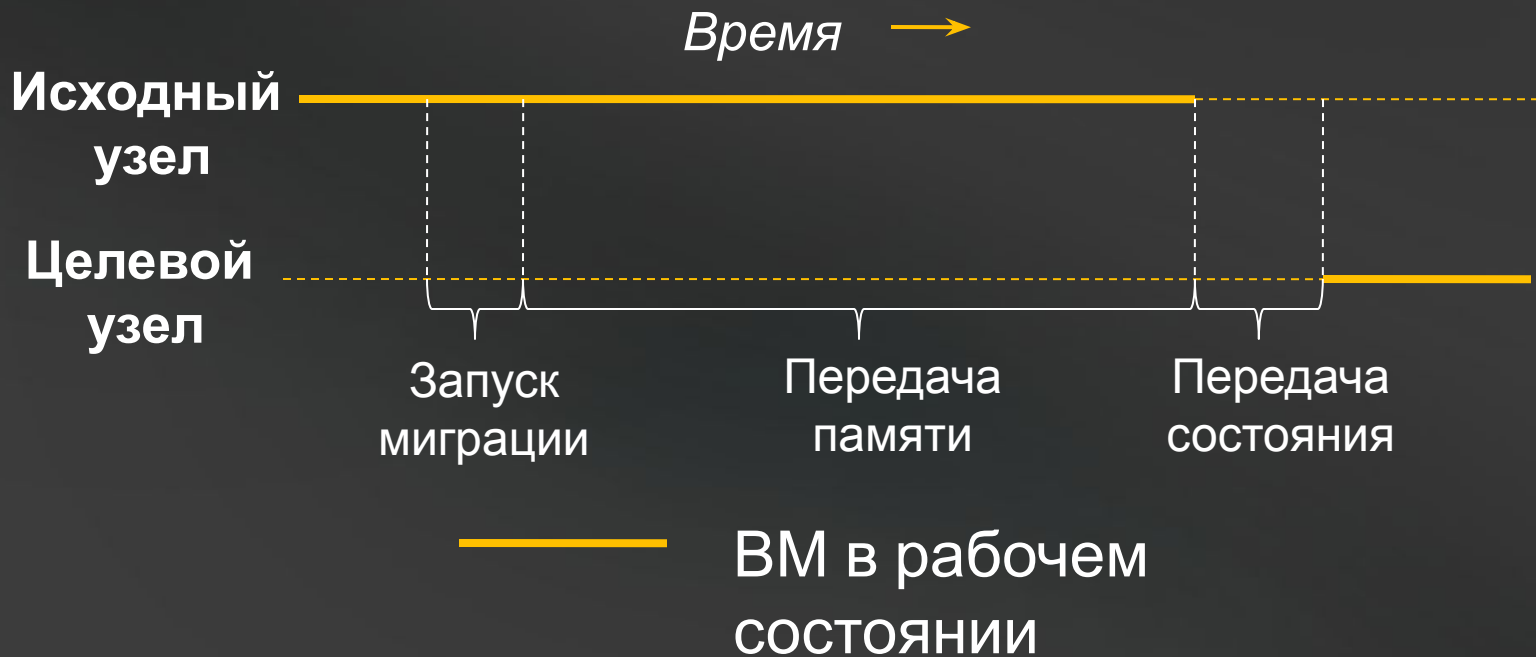 Время
Исходный
узел
Целевой
узел
Запуск
миграции
Передача
памяти
Передача
состояния
ВМ в рабочем
состоянии